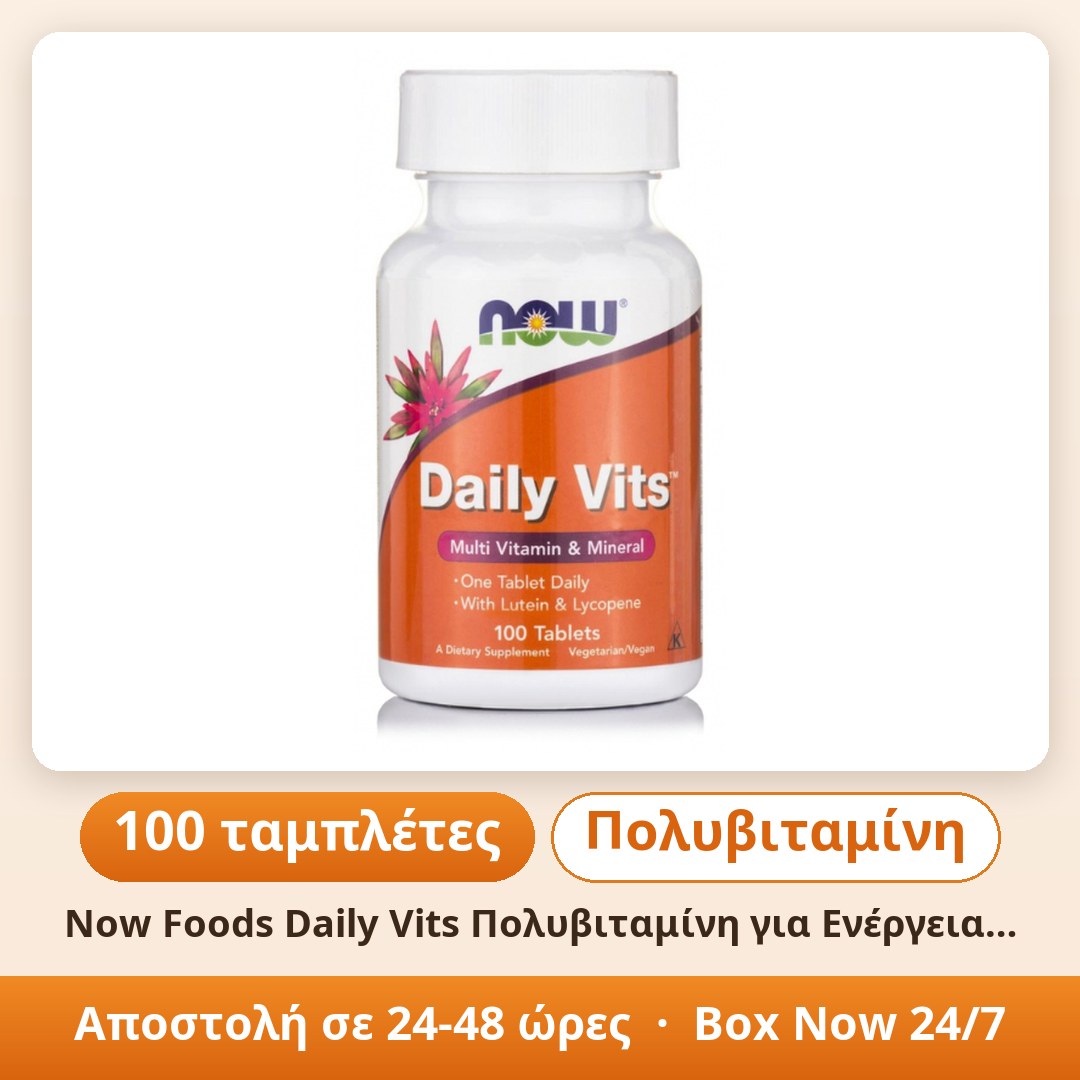 now®
Daily Vits™
Multi Vitamin & Mineral
•One Tablet Daily
•With Lutein & Lycopene
100 Tablets
A Dietary Supplement Vegetarian/Vegan
K
100 ταμπλέτες
Πολυβιταμίνη
Now Foods Daily Vits Πολυβιταμίνη για Ενέργεια...
Αποστολή σε 24-48 ώρες · Box Now 24/7